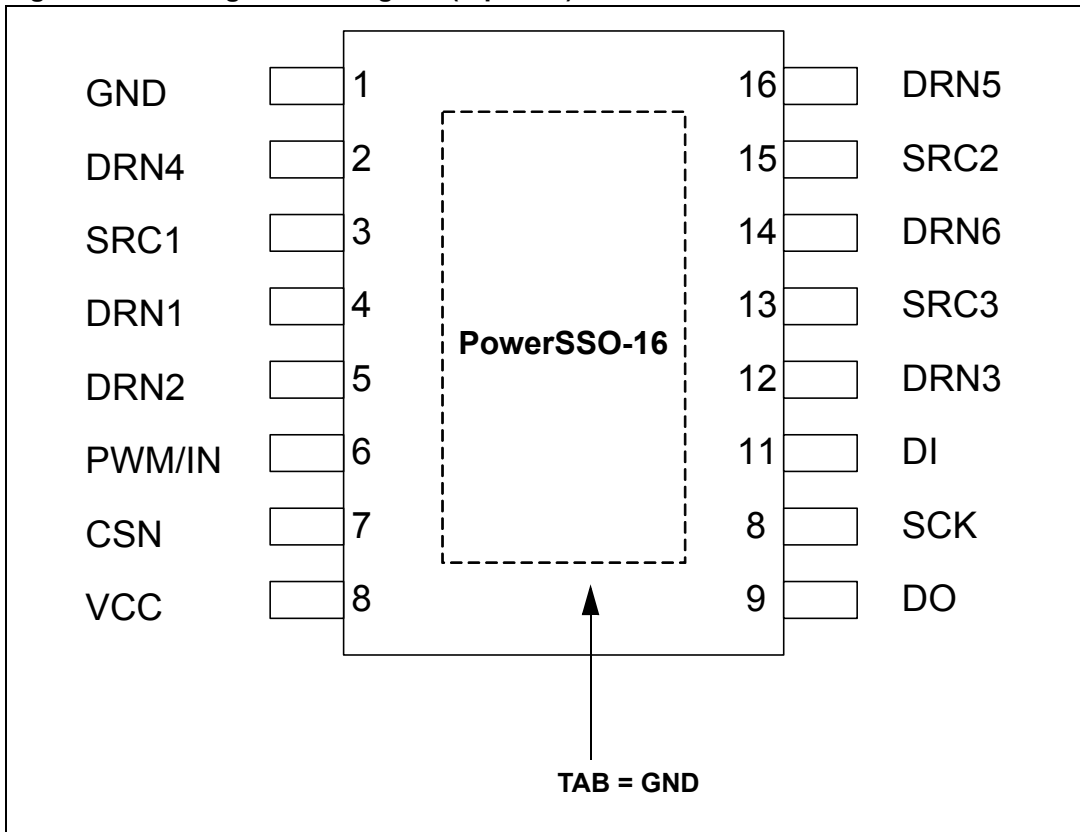 GND 1 16 DRN5
DRN4 2 15 SRC2
SRC1 3 14 DRN6
DRN1 4 13 SRC3
PowerSSO-16
DRN2 5 12 DRN3
PWM/IN 6 11 DI
CSN 7 8 SCK
VCC 8 9 DO
TAB = GND